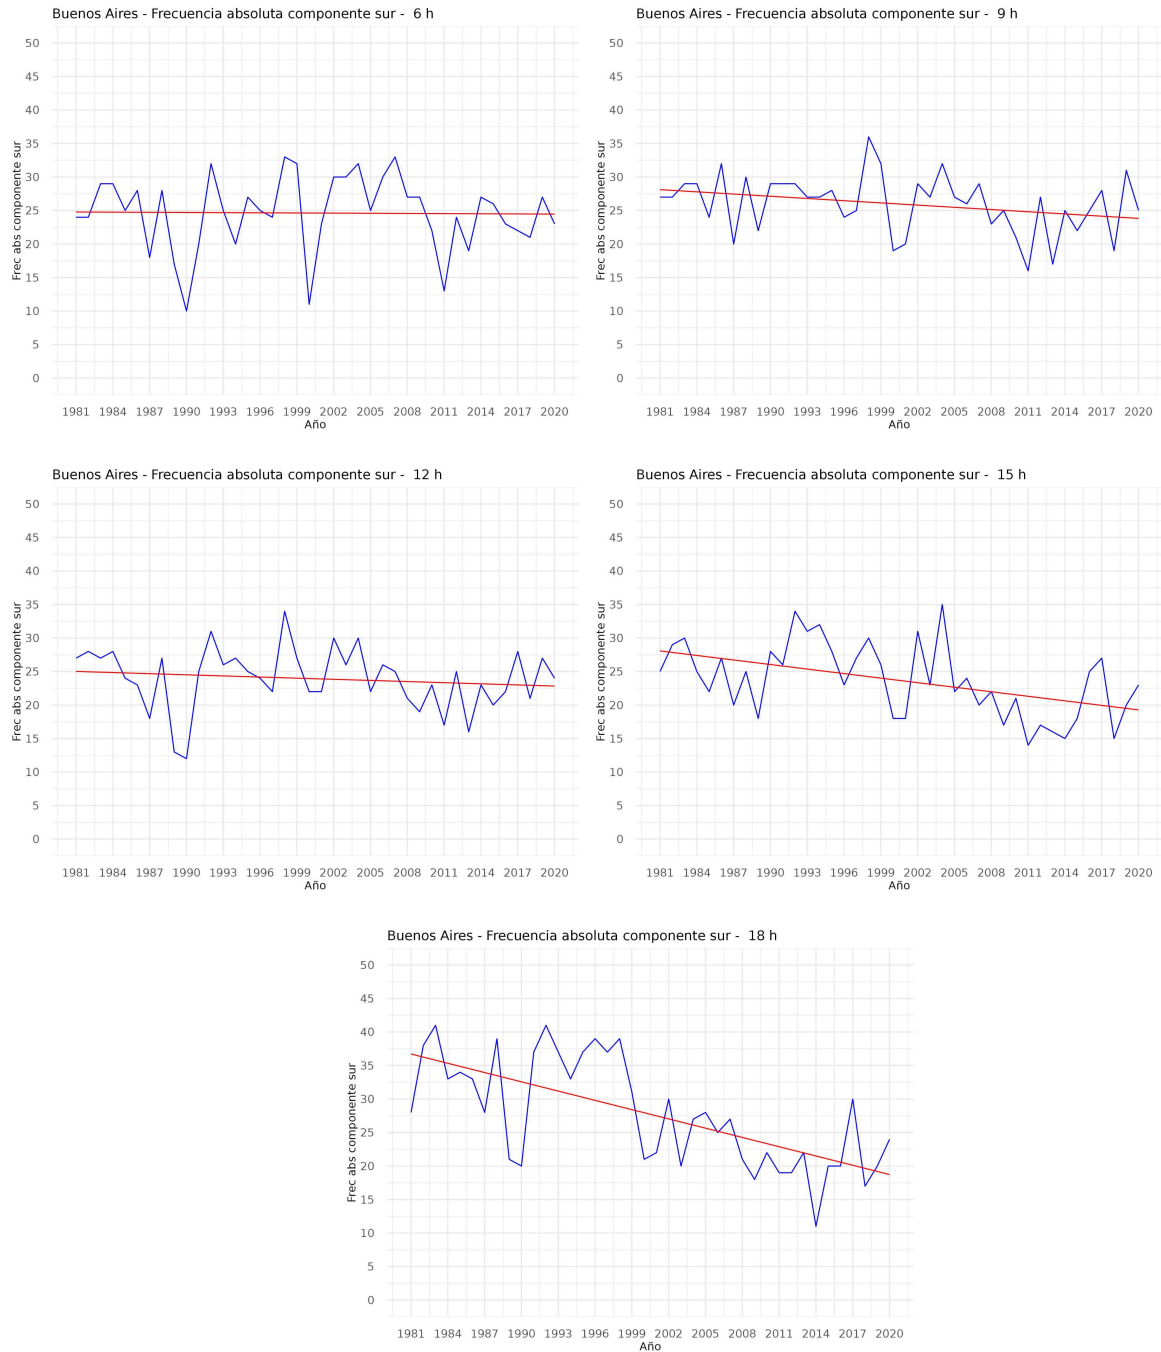 Buenos Aires - Frecuencia absoluta componente sur -  6 h
Frec abs componente sur
50
45
40
35
30
25
20
15
10
5
0
1981 1984 1987 1990 1993 1996 1999 2002 2005 2008 2011 2014 2017 2020
Año
Buenos Aires - Frecuencia absoluta componente sur -  9 h
Frec abs componente sur
50
45
40
35
30
25
20
15
10
5
0
1981 1984 1987 1990 1993 1996 1999 2002 2005 2008 2011 2014 2017 2020
Año
Buenos Aires - Frecuencia absoluta componente sur -  12 h
Frec abs componente sur
50
45
40
35
30
25
20
15
10
5
0
1981 1984 1987 1990 1993 1996 1999 2002 2005 2008 2011 2014 2017 2020
Año
Buenos Aires - Frecuencia absoluta componente sur -  15 h
Frec abs componente sur
50
45
40
35
30
25
20
15
10
5
0
1981 1984 1987 1990 1993 1996 1999 2002 2005 2008 2011 2014 2017 2020
Año
Buenos Aires - Frecuencia absoluta componente sur -  18 h
Frec abs componente sur
50
45
40
35
30
25
20
15
10
5
0
1981 1984 1987 1990 1993 1996 1999 2002 2005 2008 2011 2014 2017 2020
Año